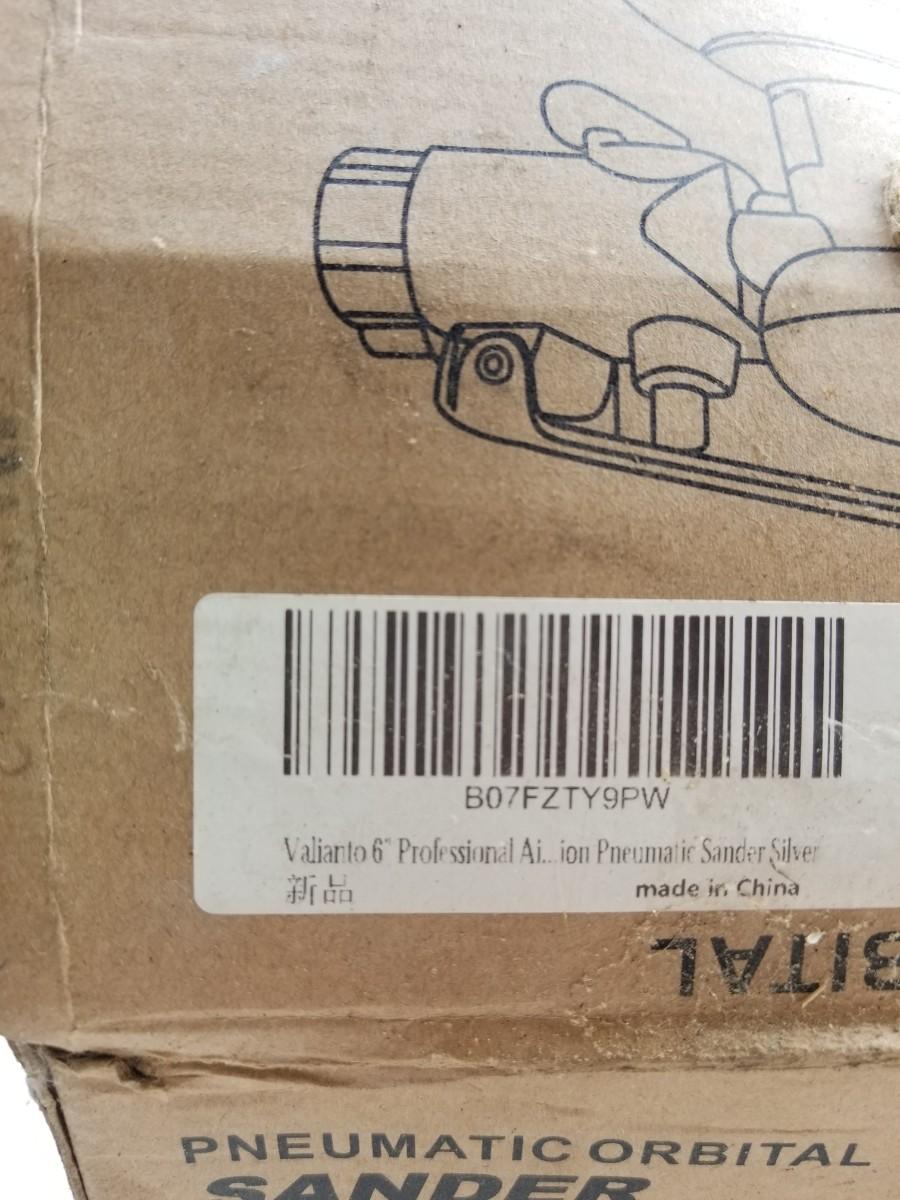 B07FZTY9PW
Valianto 6" Professional Ai...ion Pneumatic Sander Silver
新品
made in China
BITAL
PNEUMATIC ORBITAL
SANDER